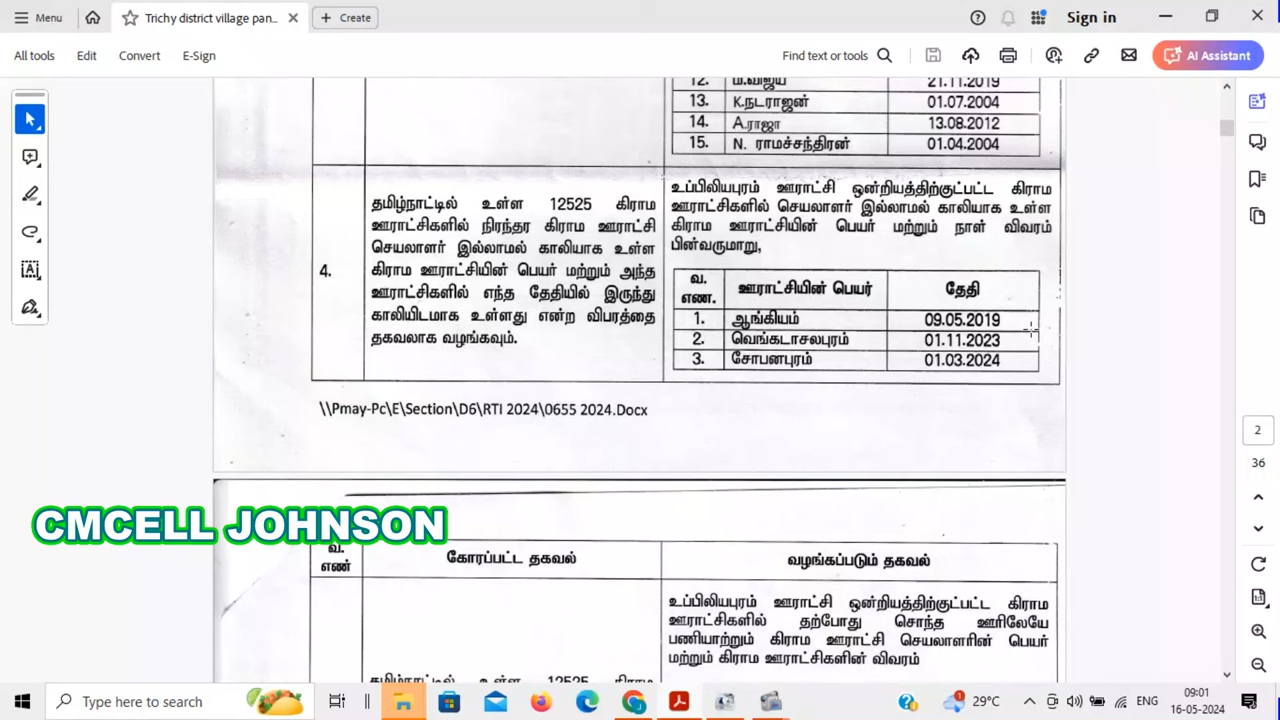 Menu
Trichy district village pan...
Create
Sign in
All tools
Edit
Convert
E-Sign
Find text or tools
AI Assistant
12. ம.விஜய் 21.11.2019
13. K.நடராஜன் 01.07.2004
14. A.ராஜா 13.08.2012
15. N. ராமச்சந்திரன் 01.04.2004
4.
தமிழ்நாட்டில் உள்ள 12525 கிராம
ஊராட்சிகளில் நிரந்தர கிராம ஊராட்சி
செயலாளர் இல்லாமல் காலியாக உள்ள
கிராம ஊராட்சியின் பெயர் மற்றும் அந்த
ஊராட்சிகளில் எந்த தேதியில் இருந்து
காலியிடமாக உள்ளது என்ற விபரத்தை
தகவலாக வழங்கவும்.
உப்பிலியபுரம் ஊராட்சி ஒன்றியத்திற்குட்பட்ட கிராம
ஊராட்சிகளில் செயலாளர் இல்லாமல் காலியாக உள்ள
கிராம ஊராட்சியின் பெயர் மற்றும் நாள் விவரம்
பின்வருமாறு,
வ. எண். ஊராட்சியின் பெயர் தேதி
1. ஆங்கியம் 09.05.2019
2. வெங்கடாசலபுரம் 01.11.2023
3. சோபனபுரம் 01.03.2024
\\Pmay-Pc\E\Section\D6\RTI 2024\0655 2024.Docx
2
36
CMCELL JOHNSON
வ. எண் கோரப்பட்ட தகவல் வழங்கப்படும் தகவல்
உப்பிலியபுரம் ஊராட்சி ஒன்றியத்திற்குட்பட்ட கிராம
ஊராட்சிகளில் தற்போது சொந்த ஊரிலேயே
பணியாற்றும் கிராம ஊராட்சி செயலாளரின் பெயர்
மற்றும் கிராம ஊராட்சிகளின் விவரம்
தமிழ்நாட்டில் உள்ள 12525 கிராம
Type here to search
29°C
ENG
09:01
16-05-2024